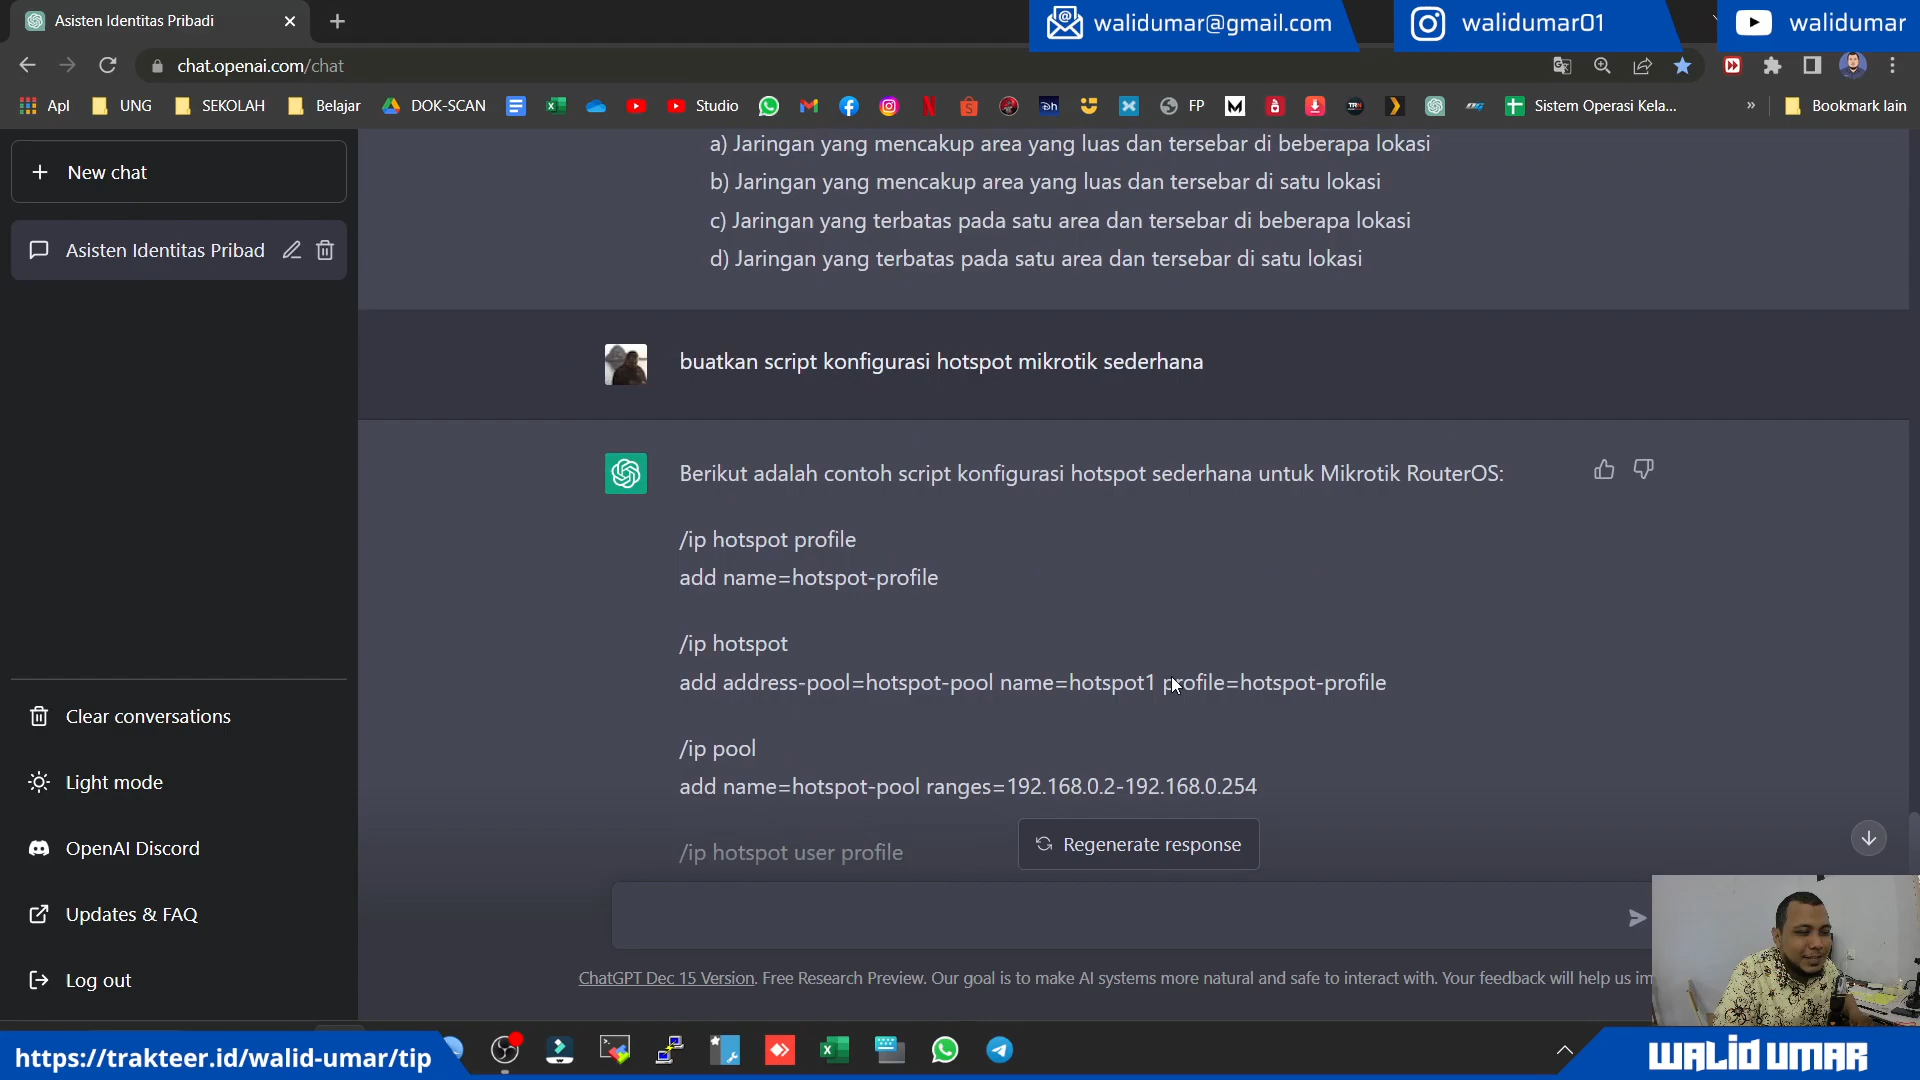 Asisten Identitas Pribadi
walidumar@gmail.com
walidumar01
walidumar
chat.openai.com/chat
Apl
UNG
SEKOLAH
Belajar
DOK-SCAN
Studio
FP
Sistem Operasi Kela...
»
Bookmark lain
New chat
Asisten Identitas Pribad
a) Jaringan yang mencakup area yang luas dan tersebar di beberapa lokasi
b) Jaringan yang mencakup area yang luas dan tersebar di satu lokasi
c) Jaringan yang terbatas pada satu area dan tersebar di beberapa lokasi
d) Jaringan yang terbatas pada satu area dan tersebar di satu lokasi
buatkan script konfigurasi hotspot mikrotik sederhana
Berikut adalah contoh script konfigurasi hotspot sederhana untuk Mikrotik RouterOS:
/ip hotspot profile
add name=hotspot-profile
/ip hotspot
add address-pool=hotspot-pool name=hotspot1 profile=hotspot-profile
/ip pool
add name=hotspot-pool ranges=192.168.0.2-192.168.0.254
/ip hotspot user profile
Regenerate response
Clear conversations
Light mode
OpenAI Discord
Updates & FAQ
Log out
ChatGPT Dec 15 Version. Free Research Preview. Our goal is to make AI systems more natural and safe to interact with. Your feedback will help us im
https://trakteer.id/walid-umar/tip
WALID UMAR